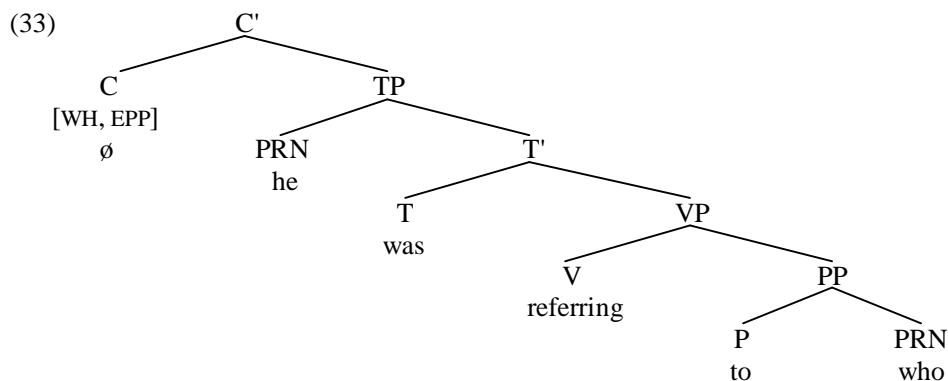 (33) C'
C TP
[WH, EPP] PRN T'
ø he
T VP
was
V PP
referring
P PRN
to who